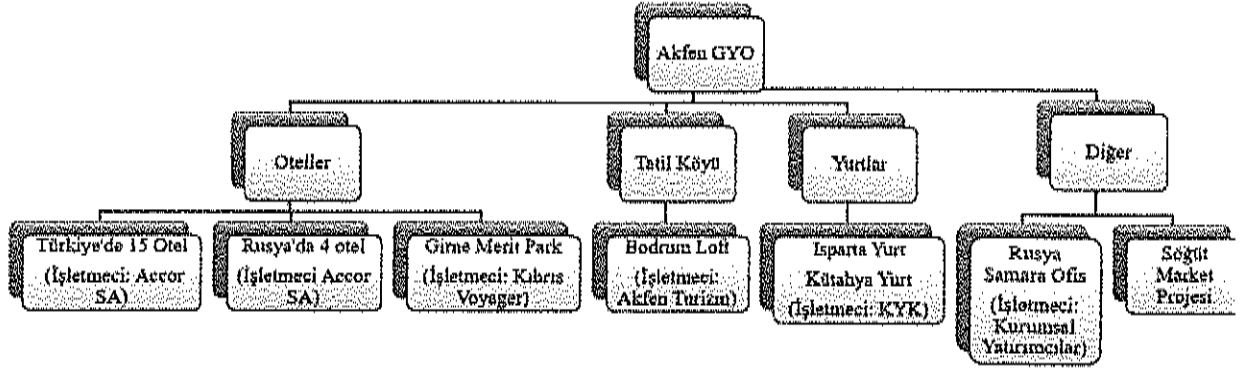 Akfen GYO
Oteller
Tatil Köyü
Yurtlar
Diğer
Türkiye'de 15 Otel
(İşletmeci: Accor
SA)
Rusya'da 4 otel
(İşletmeci Accor
SA)
Girne Merit Park
(İşletmeci: Kıbrıs
Voyager)
Bodrum Loft
(İşletmeci:
Akfen Turizm)
Isparta Yurt
Kütahya Yurt
(İşletmeci: KYK)
Rusya
Samara Ofis
(İşletmeci:
Kurumsal
Yatırımcılar)
Söğüt
Market
Projesi